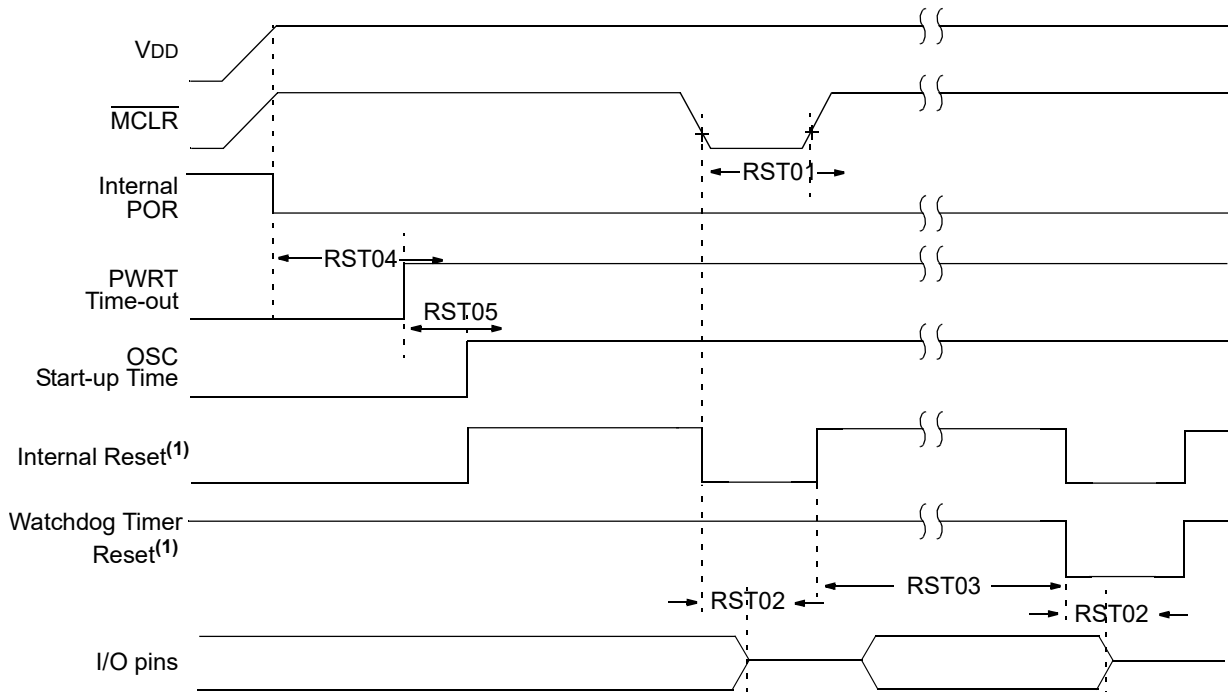 VDD
MCLR
RST01
Internal
POR
RST04
PWRT
Time-out
RST05
OSC
Start-up Time
Internal Reset(1)
Watchdog Timer
Reset(1)
RST03
RST02
RST02
I/O pins